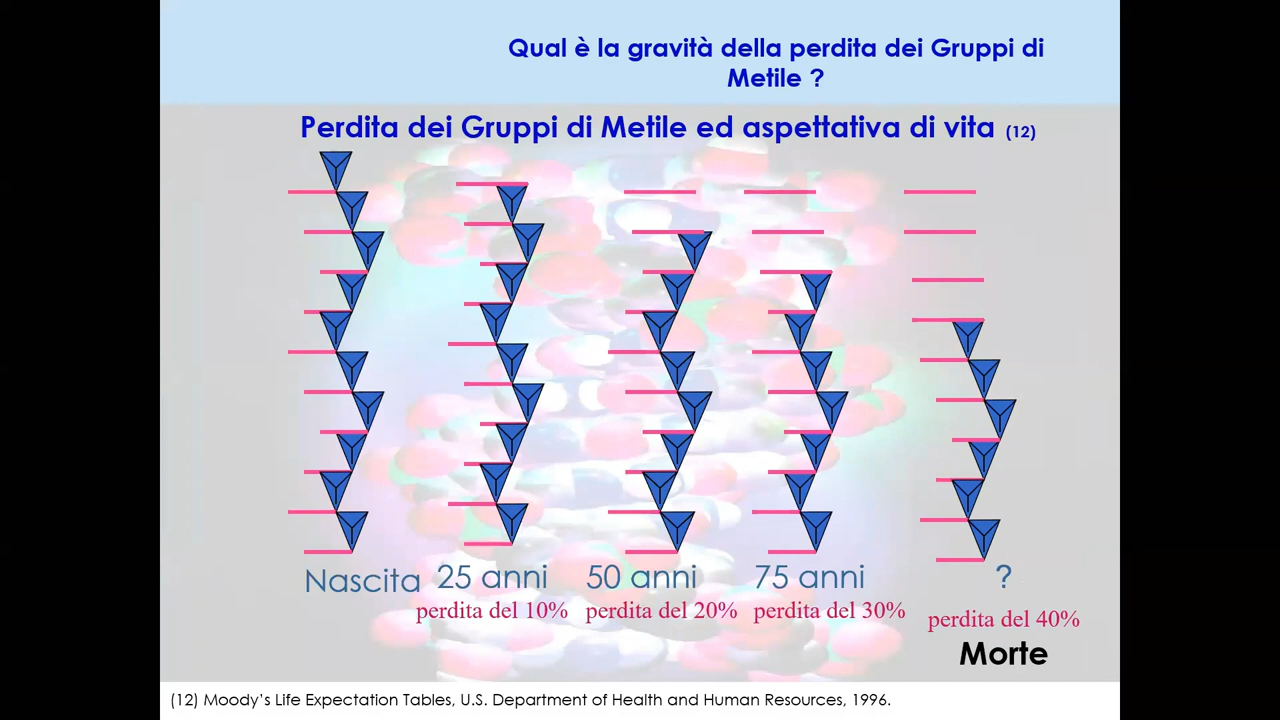 Qual è la gravità della perdita dei Gruppi di
Metile ?
Perdita dei Gruppi di Metile ed aspettativa di vita (12)
Nascita
25 anni
perdita del 10%
50 anni
perdita del 20%
75 anni
perdita del 30%
?
perdita del 40%
Morte
(12) Moody’s Life Expectation Tables, U.S. Department of Health and Human Resources, 1996.